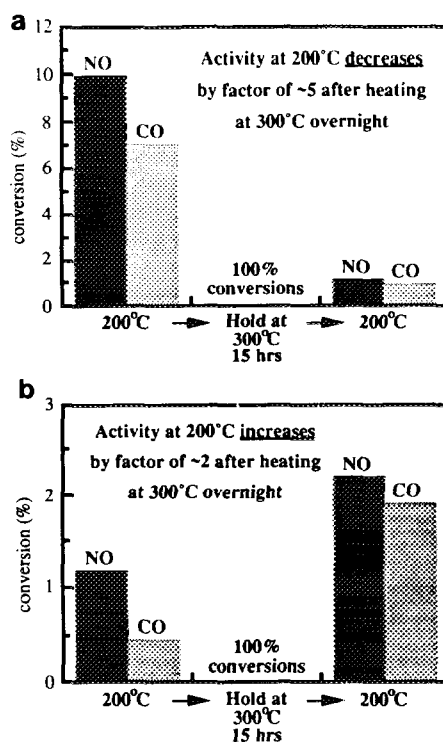 a
12
10
8
6
4
2
0
conversion (%)
NO
CO
Activity at 200°C decreases
by factor of ~5 after heating
at 300°C overnight
100%
conversions
NO
CO
200°C → Hold at → 200°C
300°C
15 hrs
b
3
2
1
0
conversion (%)
Activity at 200°C increases
by factor of ~2 after heating
at 300°C overnight
NO
CO
100%
conversions
NO
CO
200°C → Hold at → 200°C
300°C
15 hrs